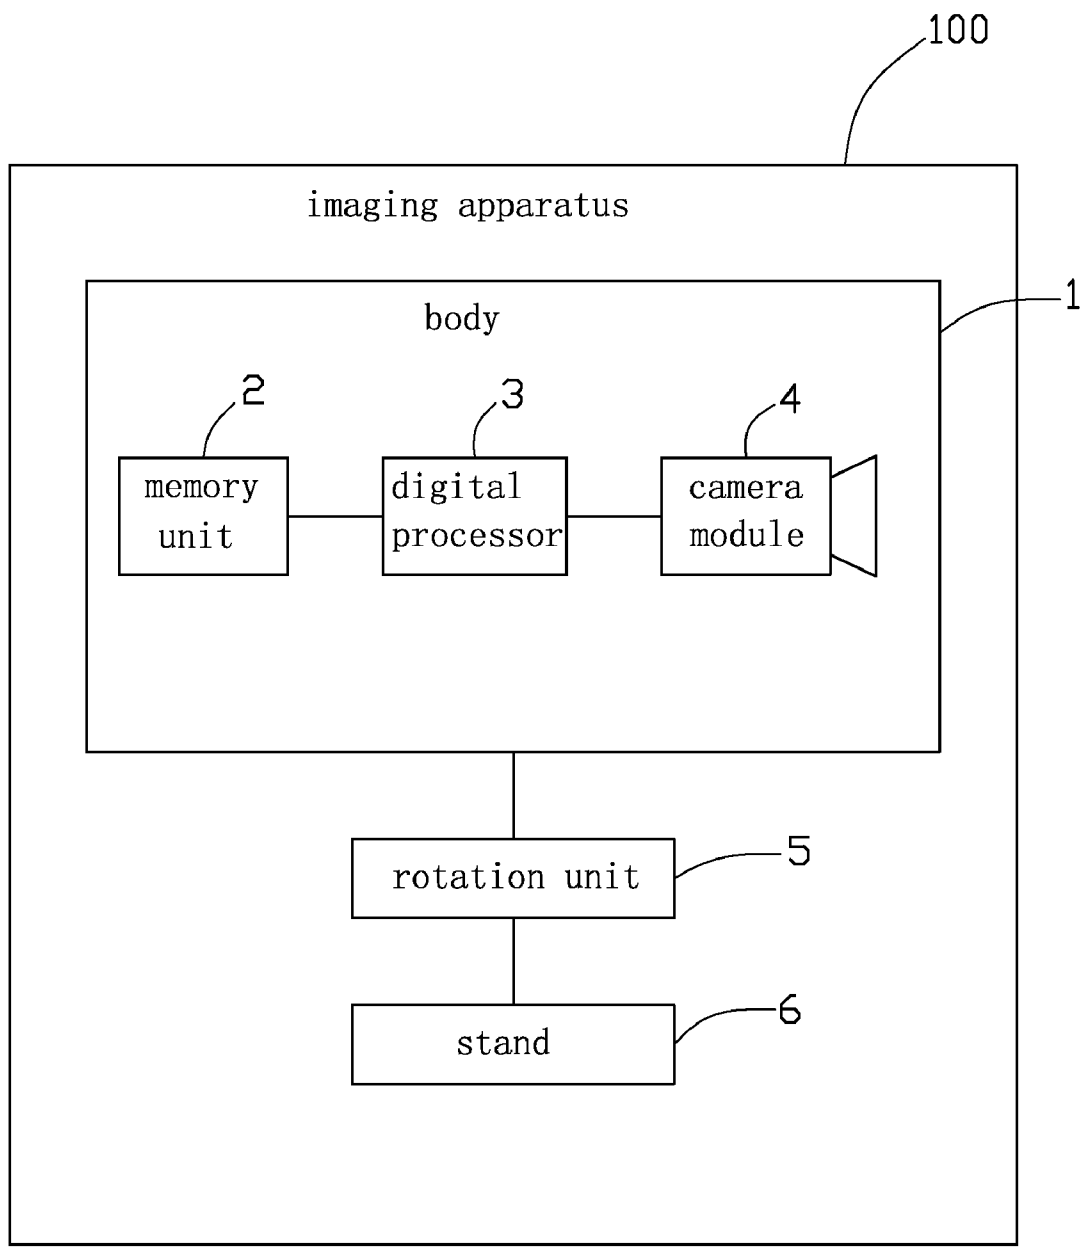 100
imaging apparatus
1
body
2
3
4
memory
unit
digital
processor
camera
module
5
rotation unit
6
stand